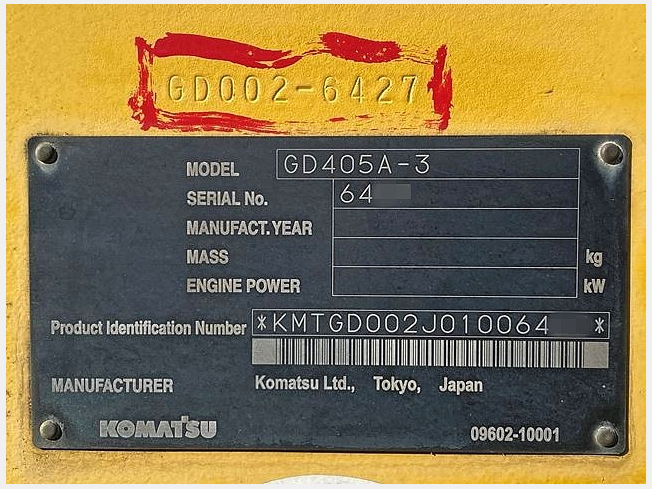 GD002-6427
MODEL GD405A-3
SERIAL No. 64
MANUFACT. YEAR
MASS kg
ENGINE POWER kW
Product Identification Number *KMTGD002J010064 *
MANUFACTURER Komatsu Ltd., Tokyo, Japan
KOMATSU 09602-10001